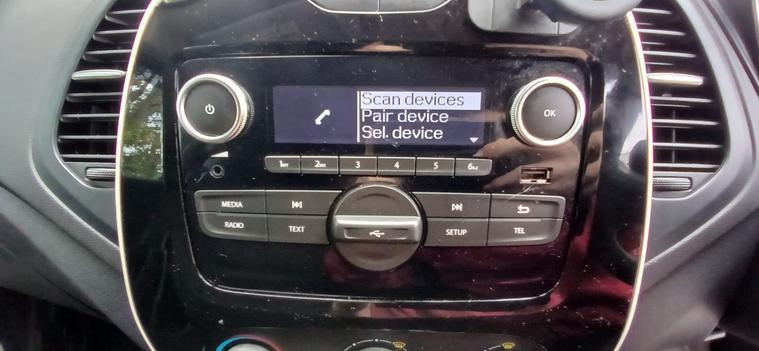 Scan devices
Pair device
Sel. device
OK
1
2
3
4
5
6
MEDIA
RADIO
TEXT
SETUP
TEL